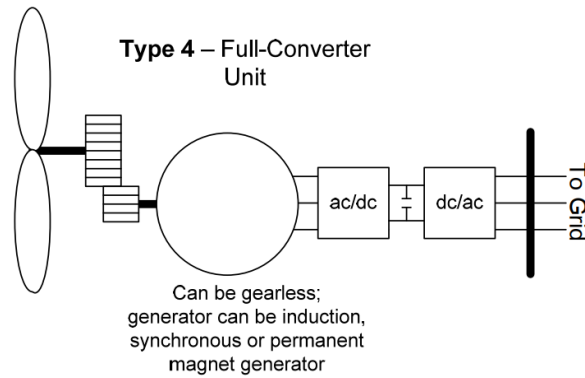 Type 4 – Full-Converter
Unit
ac/dc
dc/ac
To Grid
Can be gearless;
generator can be induction,
synchronous or permanent
magnet generator